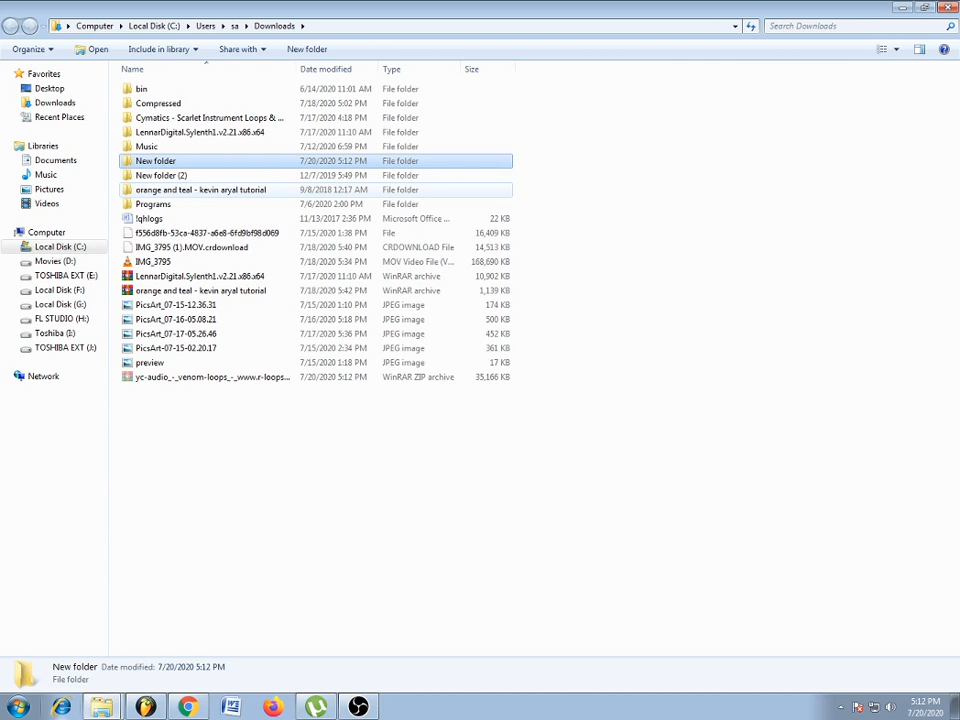 Computer Local Disk (C:) Users sa Downloads Search Downloads
Organize Open Include in library Share with New folder
Name Date modified Type Size
Favorites
Desktop
Downloads
Recent Places
Libraries
Documents
Music
Pictures
Videos
Computer
Local Disk (C:)
Movies (D:)
TOSHIBA EXT (E:)
Local Disk (F:)
Local Disk (G:)
FL STUDIO (H:)
Toshiba (I:)
TOSHIBA EXT (J:)
Network
bin 6/14/2020 11:01 AM File folder
Compressed 7/18/2020 5:02 PM File folder
Cymatics - Scarlet Instrument Loops & ... 7/17/2020 4:18 PM File folder
LennarDigital.Sylenth1.v2.21.x86.x64 7/17/2020 11:10 AM File folder
Music 7/12/2020 6:59 PM File folder
New folder 7/20/2020 5:12 PM File folder
New folder (2) 12/7/2019 5:49 PM File folder
orange and teal - kevin aryal tutorial 9/8/2018 12:17 AM File folder
Programs 7/6/2020 2:00 PM File folder
!qhlogs 11/13/2017 2:36 PM Microsoft Office ... 22 KB
f556d8fb-53ca-4837-a6e8-6fd9bf98d069 7/15/2020 1:38 PM File 16,409 KB
IMG_3795 (1).MOV.crdownload 7/18/2020 5:40 PM CRDOWNLOAD File 14,513 KB
IMG_3795 7/18/2020 5:34 PM MOV Video File (V... 168,690 KB
LennarDigital.Sylenth1.v2.21.x86.x64 7/17/2020 11:10 AM WinRAR archive 10,902 KB
orange and teal - kevin aryal tutorial 7/18/2020 5:42 PM WinRAR archive 1,139 KB
PicsArt_07-15-12.36.31 7/15/2020 1:10 PM JPEG image 174 KB
PicsArt_07-16-05.08.21 7/16/2020 5:18 PM JPEG image 500 KB
PicsArt_07-17-05.26.46 7/17/2020 5:36 PM JPEG image 452 KB
PicsArt_07-15-02.20.17 7/15/2020 2:34 PM JPEG image 361 KB
preview 7/15/2020 1:18 PM JPEG image 17 KB
yc-audio_-_venom-loops_-_www.r-loops... 7/20/2020 5:12 PM WinRAR ZIP archive 35,166 KB
New folder Date modified: 7/20/2020 5:12 PM
File folder
5:12 PM
7/20/2020